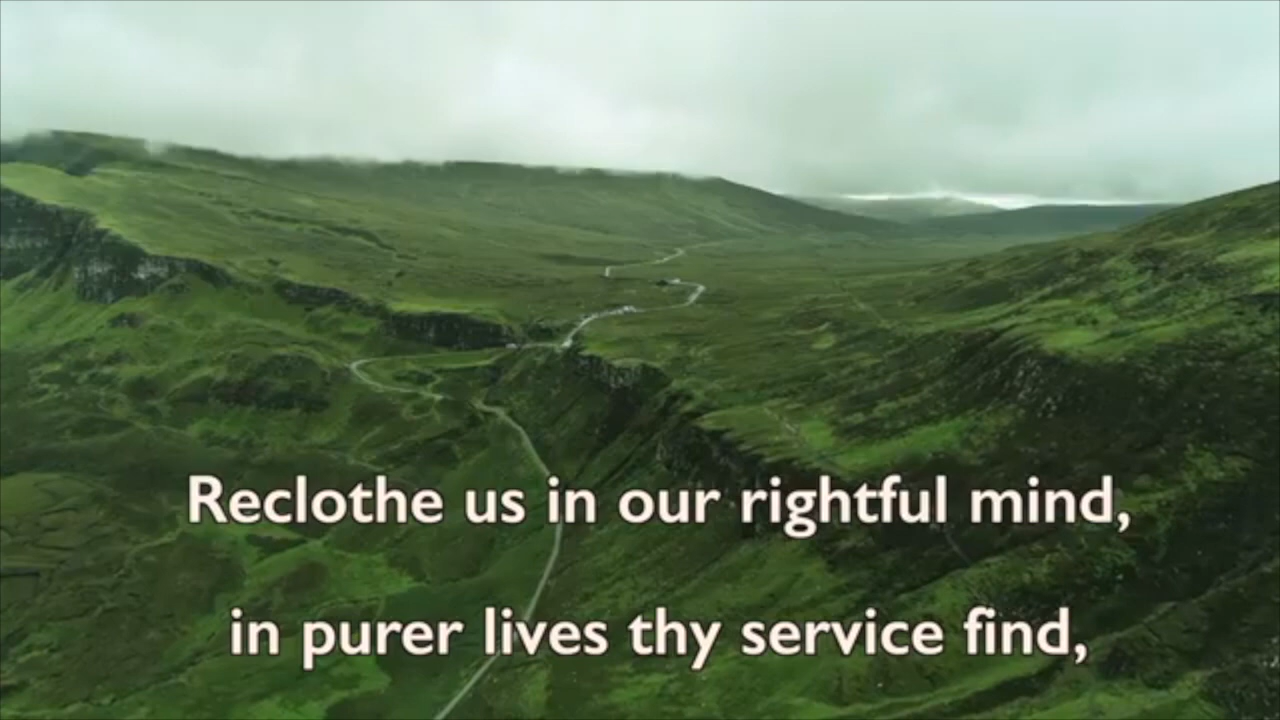 Reclothe us in our rightful mind,
in purer lives thy service find,